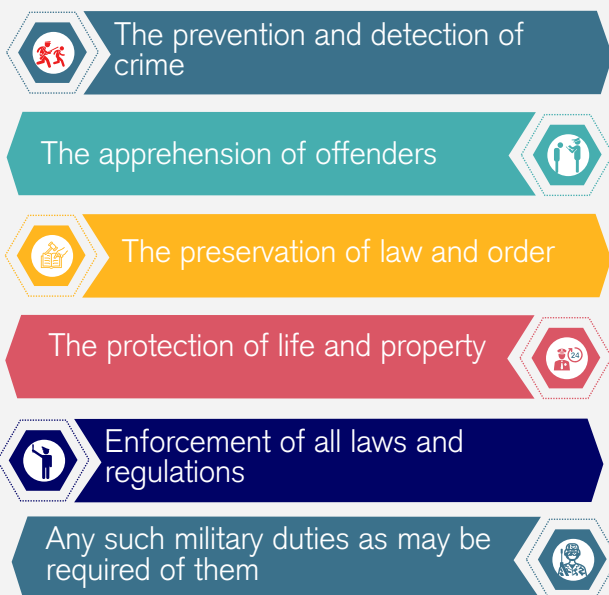 The prevention and detection of
crime
The apprehension of offenders
The preservation of law and order
The protection of life and property
24
Enforcement of all laws and
regulations
Any such military duties as may be
required of them